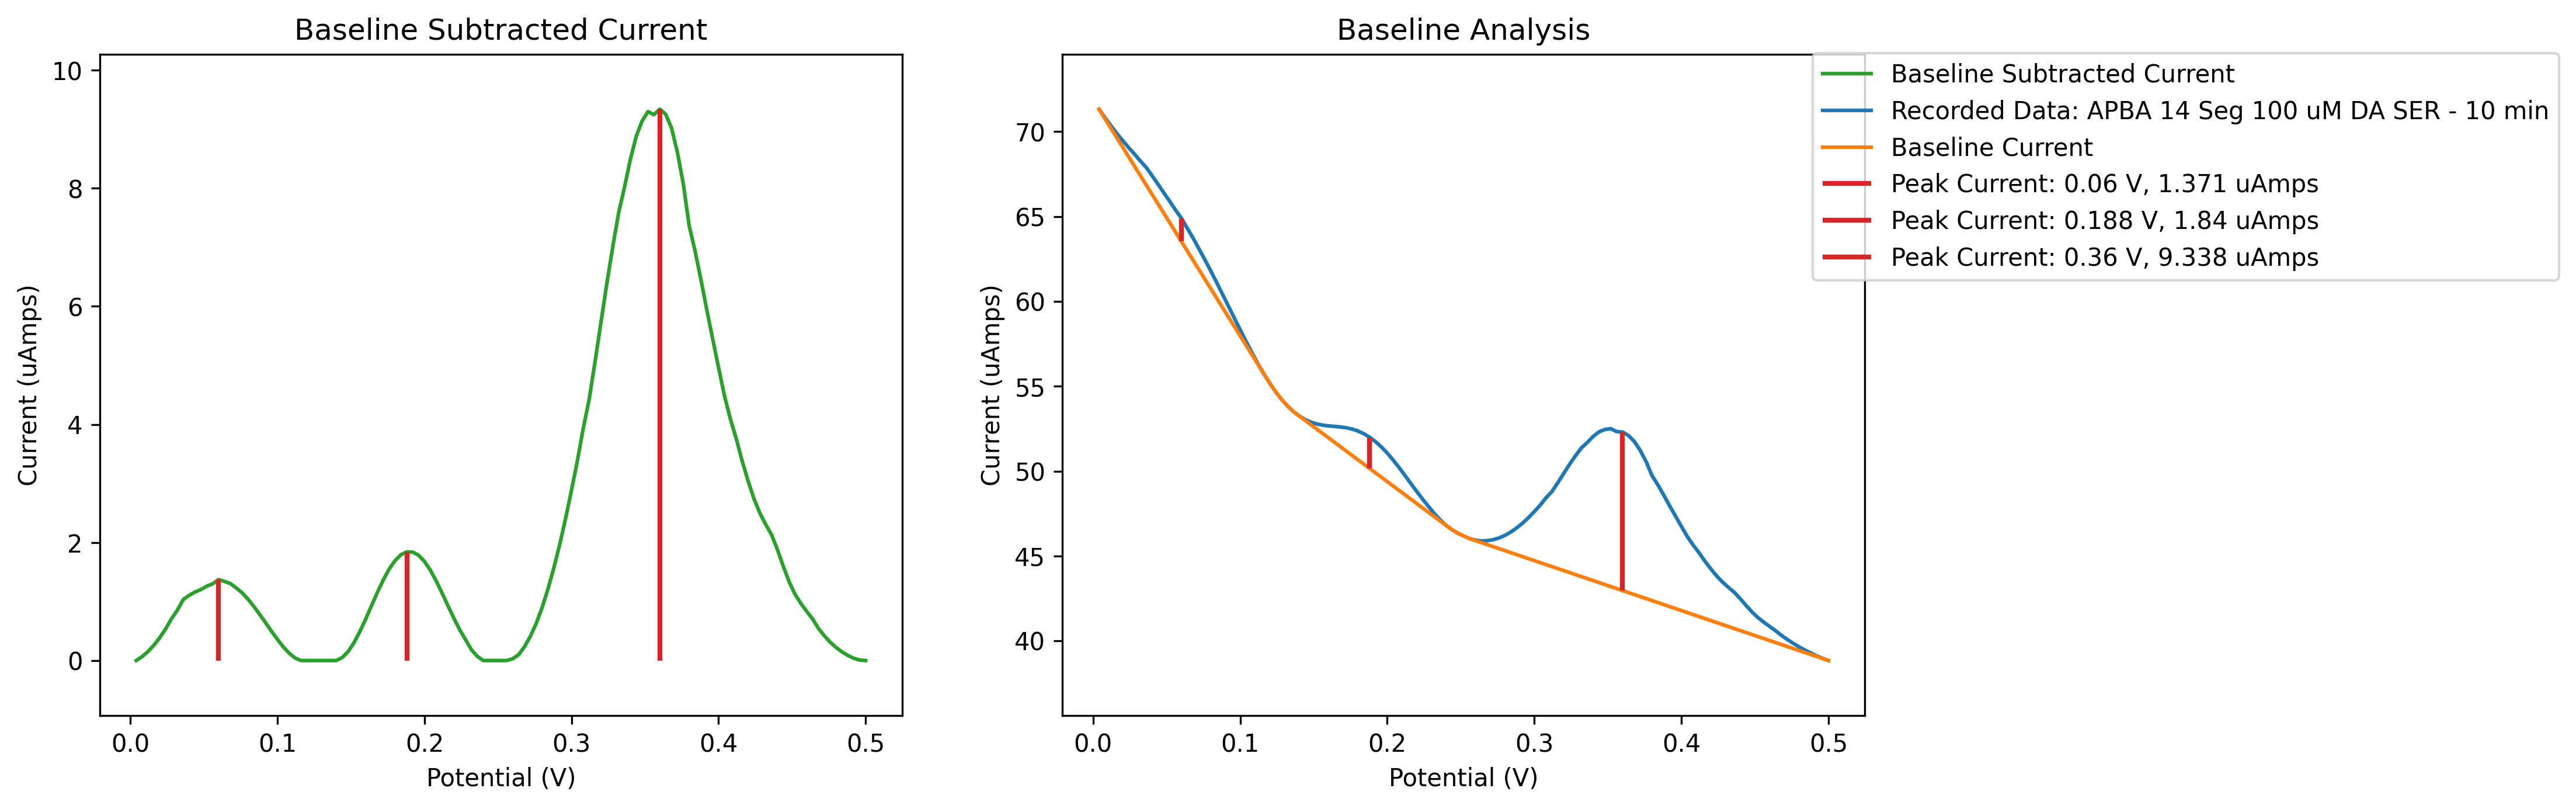 Baseline Subtracted Current
10
8
6
4
2
0
Current (uAmps)
0.0 0.1 0.2 0.3 0.4 0.5
Potential (V)
Baseline Analysis
70
65
60
55
50
45
40
Current (uAmps)
0.0 0.1 0.2 0.3 0.4 0.5
Potential (V)
Baseline Subtracted Current
Recorded Data: APBA 14 Seg 100 uM DA SER - 10 min
Baseline Current
Peak Current: 0.06 V, 1.371 uAmps
Peak Current: 0.188 V, 1.84 uAmps
Peak Current: 0.36 V, 9.338 uAmps